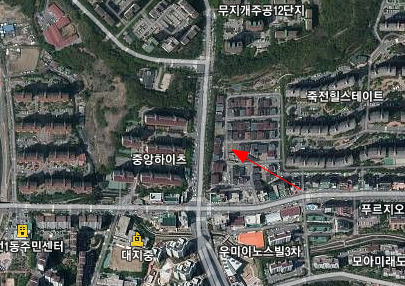 무지개주공12단지
죽전힐스테이트
중앙하이츠
푸르지오
전1동주민센터
대지중
우미이노스빌3차
모아미래도